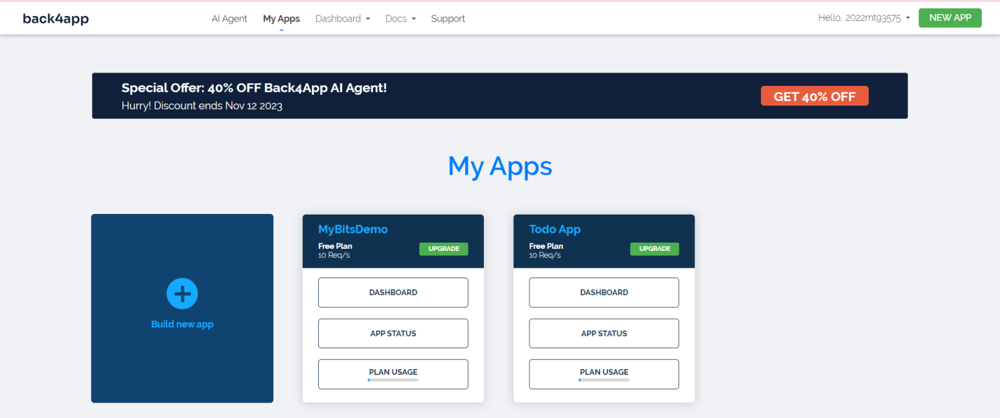 back4app
AI Agent
My Apps
Dashboard
Docs
Support
Hello, 2022mt93575
NEW APP
Special Offer: 40% OFF Back4App AI Agent!
Hurry! Discount ends Nov 12 2023
GET 40% OFF
My Apps
Build new app
MyBitsDemo
Free Plan
10 Req/s
UPGRADE
DASHBOARD
APP STATUS
PLAN USAGE
Todo App
Free Plan
10 Req/s
UPGRADE
DASHBOARD
APP STATUS
PLAN USAGE